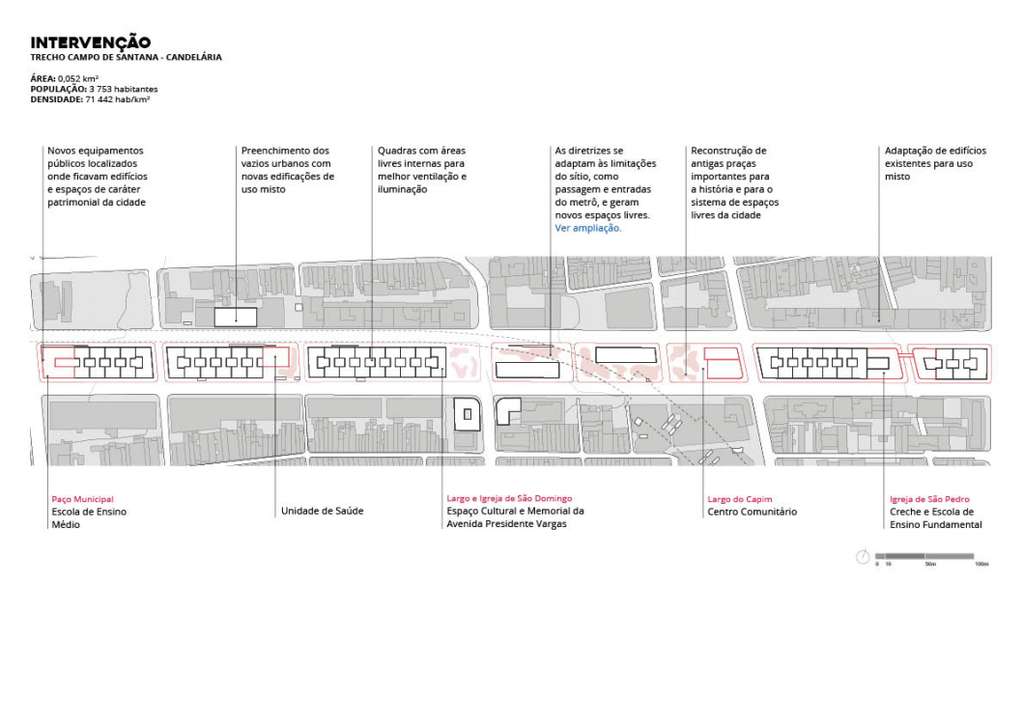 INTERVENÇÃO
TRECHO CAMPO DE SANTANA - CANDELÁRIA
ÁREA: 0,052 km²
POPULAÇÃO: 3 753 habitantes
DENSIDADE: 71 442 hab/km²
Novos equipamentos
públicos localizados
onde ficavam edifícios
e espaços de caráter
patrimonial da cidade
Preenchimento dos
vazios urbanos com
novas edificações de
uso misto
Quadras com áreas
livres internas para
melhor ventilação e
iluminação
As diretrizes se
adaptam às limitações
do sítio, como
passagem e entradas
do metrô, e geram
novos espaços livres.
Ver ampliação.
Reconstrução de
antigas praças
importantes para
a história e para o
sistema de espaços
livres da cidade
Adaptação de edifícios
existentes para uso
misto
Paço Municipal
Escola de Ensino
Médio
Unidade de Saúde
Largo e Igreja de São Domingo
Espaço Cultural e Memorial da
Avenida Presidente Vargas
Largo do Capim
Centro Comunitário
Igreja de São Pedro
Creche e Escola de
Ensino Fundamental
0 10 50m 100m